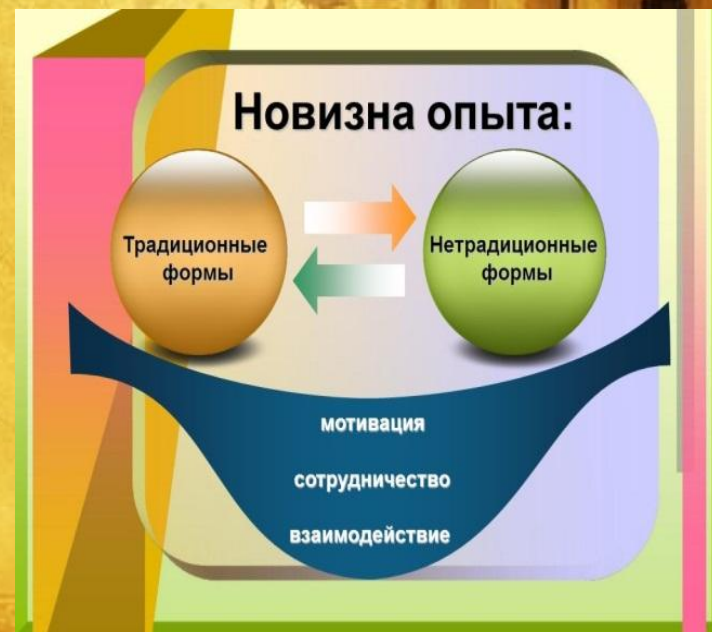 Новизна опыта:
Традиционные
формы
Нетрадиционные
формы
мотивация
сотрудничество
взаимодействие